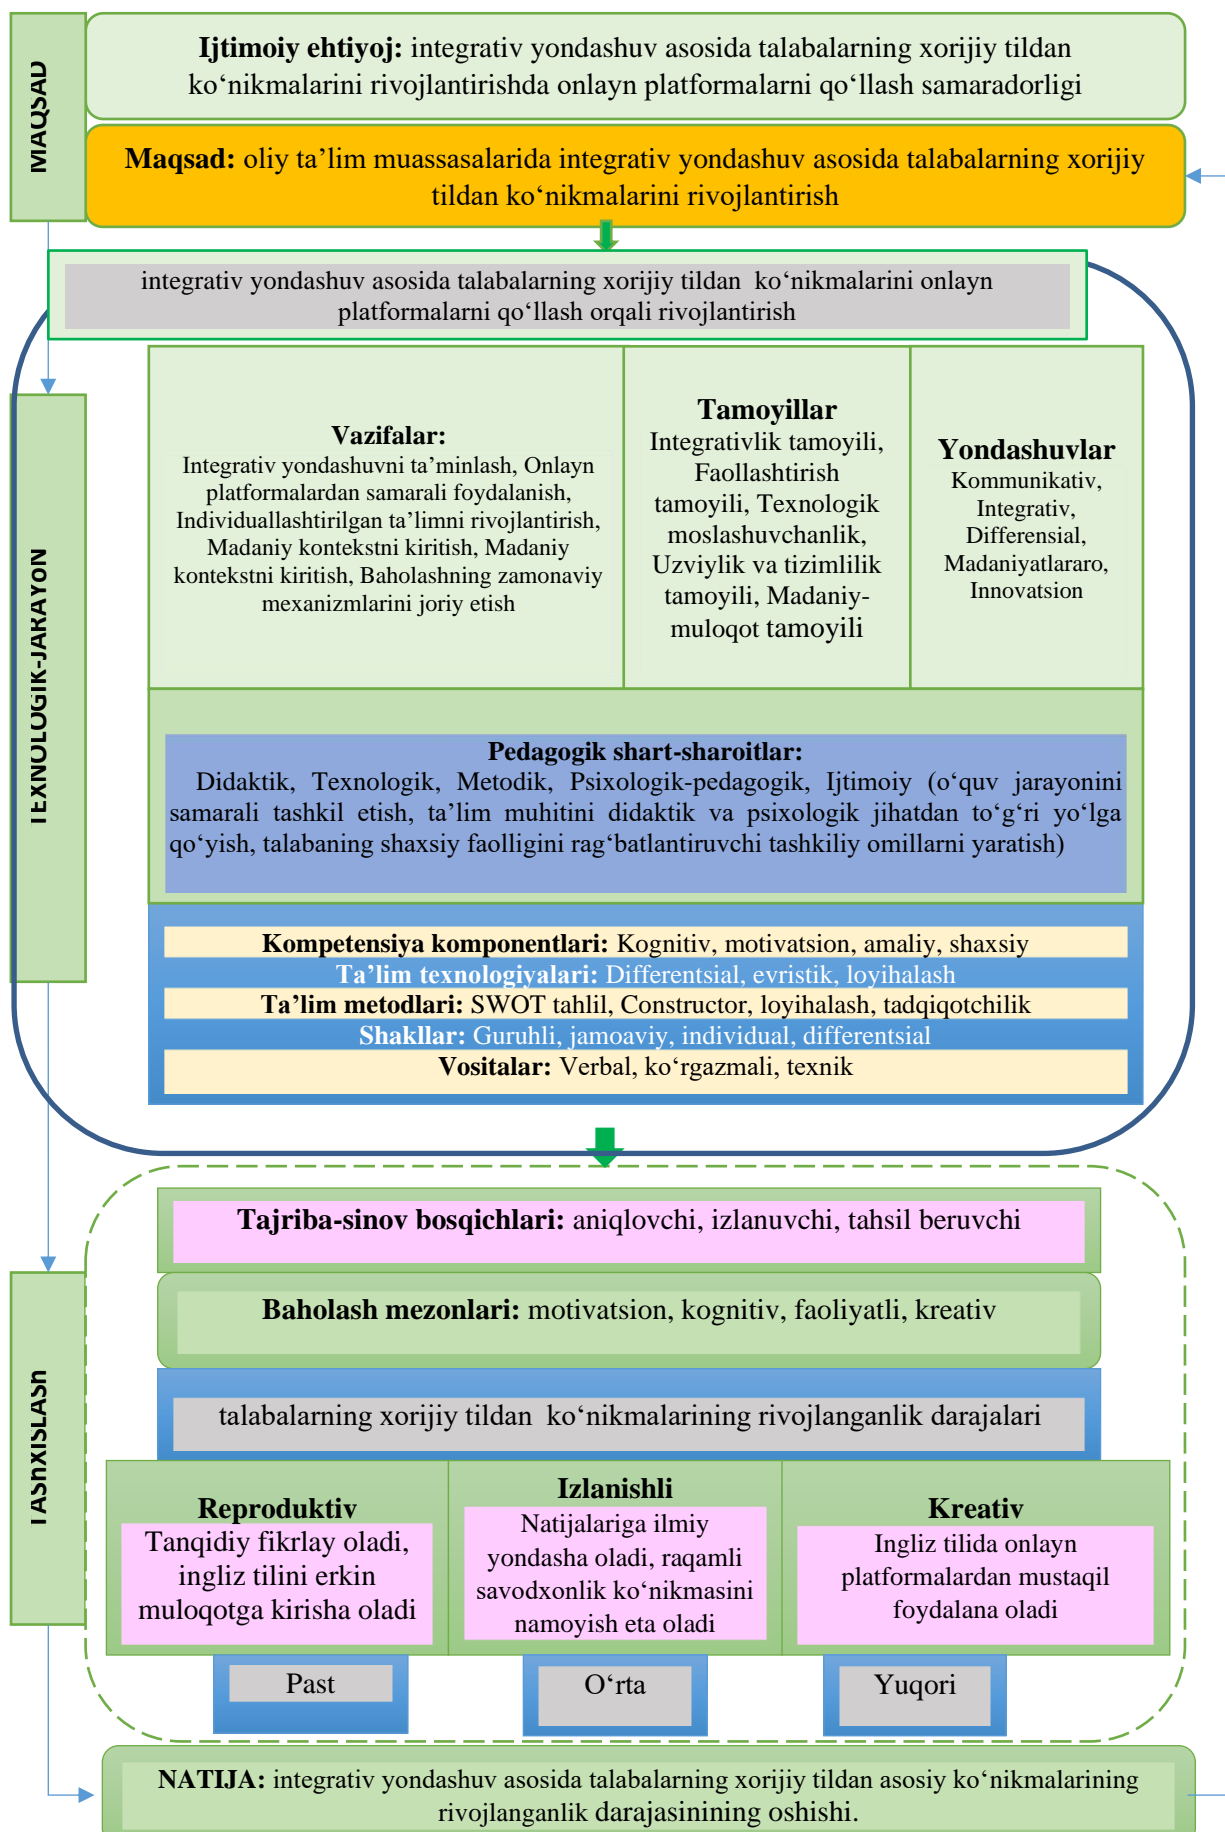 MAQSAD
Ijtimoiy ehtiyoj: integrativ yondashuv asosida talabalarning xorijiy tildan
ko‘nikmalarini rivojlantirishda onlayn platformalarni qo‘llash samaradorligi
Maqsad: oliy ta’lim muassasalarida integrativ yondashuv asosida talabalarning xorijiy
tildan ko‘nikmalarini rivojlantirish
integrativ yondashuv asosida talabalarning xorijiy tildan ko‘nikmalarini onlayn
platformalarni qo‘llash orqali rivojlantirish
TEXNOLOGIK-JARAYON
Vazifalar:
Integrativ yondashuvni ta’minlash, Onlayn
platformalardan samarali foydalanish,
Individuallashtirilgan ta’limni rivojlantirish,
Madaniy kontekstni kiritish, Madaniy
kontekstni kiritish, Baholashning zamonaviy
mexanizmlarini joriy etish
Tamoyillar
Integrativlik tamoyili,
Faollashtirish
tamoyili, Texnologik
moslashuvchanlik,
Uzviylik va tizimlilik
tamoyili, Madaniy-
muloqot tamoyili
Yondashuvlar
Kommunikativ,
Integrativ,
Differensial,
Madaniyatlararo,
Innovatsion
Pedagogik shart-sharoitlar:
Didaktik, Texnologik, Metodik, Psixologik-pedagogik, Ijtimoiy (o‘quv jarayonini
samarali tashkil etish, ta’lim muhitini didaktik va psixologik jihatdan to‘g‘ri yo‘lga
qo‘yish, talabaning shaxsiy faolligini rag‘batlantiruvchi tashkiliy omillarni yaratish)
Kompetensiya komponentlari: Kognitiv, motivatsion, amaliy, shaxsiy
Ta’lim texnologiyalari: Differentsial, evristik, loyihalash
Ta’lim metodlari: SWOT tahlil, Constructor, loyihalash, tadqiqotchilik
Shakllar: Guruhli, jamoaviy, individual, differentsial
Vositalar: Verbal, ko‘rgazmali, texnik
TAShXISLASh
Tajriba-sinov bosqichlari: aniqlovchi, izlanuvchi, tahsil beruvchi
Baholash mezonlari: motivatsion, kognitiv, faoliyatli, kreativ
talabalarning xorijiy tildan ko‘nikmalarining rivojlanganlik darajalari
Reproduktiv
Tanqidiy fikrlay oladi,
ingliz tilini erkin
muloqotga kirisha oladi
Izlanishli
Natijalariga ilmiy
yondasha oladi, raqamli
savodxonlik ko‘nikmasini
namoyish eta oladi
Kreativ
Ingliz tilida onlayn
platformalardan mustaqil
foydalana oladi
Past
O‘rta
Yuqori
NATIJA: integrativ yondashuv asosida talabalarning xorijiy tildan asosiy ko‘nikmalarining
rivojlanganlik darajasinining oshishi.